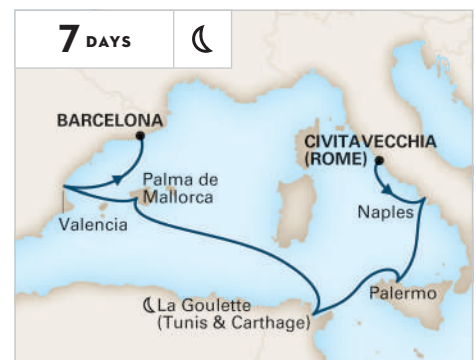 7 DAYS
BARCELONA
CIVITAVECCHIA
(ROME)
Palma de
Mallorca
Naples
Valencia
Palermo
La Goulette
(Tunis & Carthage)